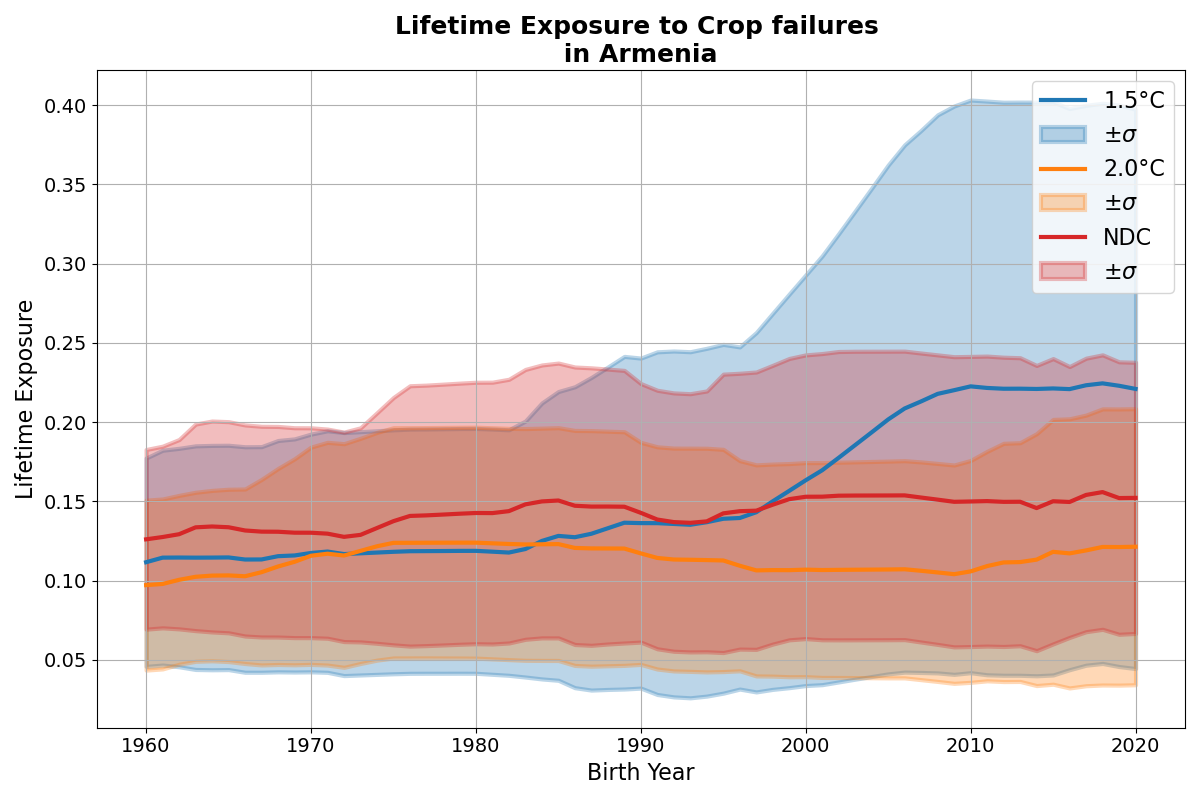 Lifetime Exposure to Crop failures
in Armenia
Lifetime Exposure
0.40
0.35
0.30
0.25
0.20
0.15
0.10
0.05
1960
1970
1980
1990
2000
2010
2020
Birth Year
1.5°C
±σ
2.0°C
±σ
NDC
±σ